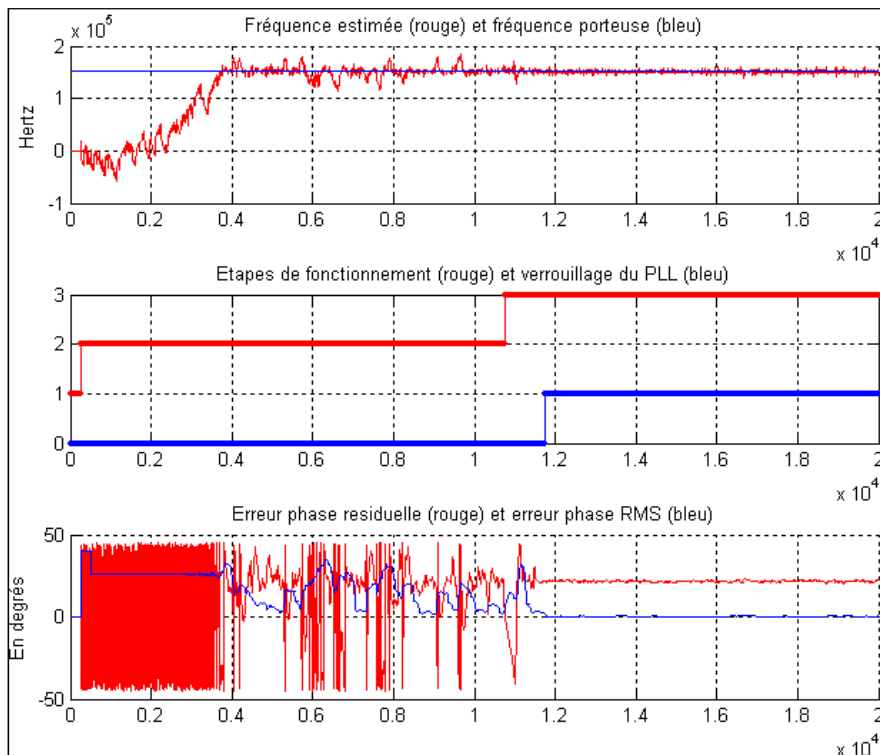 Fréquence estimée (rouge) et fréquence porteuse (bleu)
x 10^5
2
1
0
-1
Hertz
0 0.2 0.4 0.6 0.8 1 1.2 1.4 1.6 1.8 2
x 10^4
Etapes de fonctionnement (rouge) et verrouillage du PLL (bleu)
3
2
1
0
0 0.2 0.4 0.6 0.8 1 1.2 1.4 1.6 1.8 2
x 10^4
Erreur phase residuelle (rouge) et erreur phase RMS (bleu)
50
0
-50
En degrés
0 0.2 0.4 0.6 0.8 1 1.2 1.4 1.6 1.8 2
x 10^4